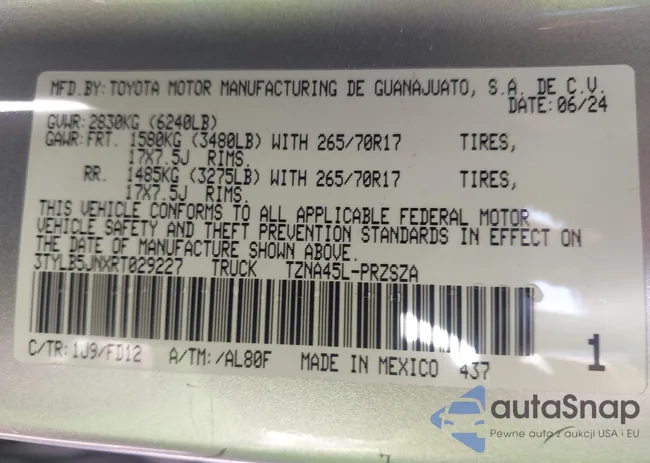 MFD.BY:TOYOTA MOTOR MANUFACTURING DE GUANAJUATO, S.A. DE C.V.
DATE:06/24
GVWR:2830KG (6240LB)
GAWR:FRT. 1580KG (3480LB) WITH 265/70R17 TIRES,
17X7.5J RIMS.
RR. 1485KG (3275LB) WITH 265/70R17 TIRES,
17X7.5J RIMS.
THIS VEHICLE CONFORMS TO ALL APPLICABLE FEDERAL MOTOR
VEHICLE SAFETY AND THEFT PREVENTION STANDARDS IN EFFECT ON
THE DATE OF MANUFACTURE SHOWN ABOVE.
3TYLB5JNXRT029227 TRUCK TZNA45L-PRZSZA
C/TR:1J9/FD12 A/TM:/AL80F MADE IN MEXICO 437 1
autaSnap
Pewne auta z aukcji USA i EU